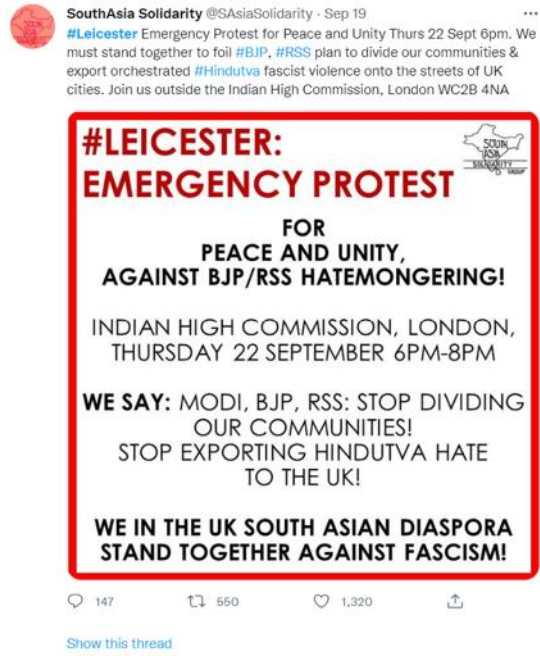 SouthAsia Solidarity @SAsiaSolidarity · Sep 19 ...
#Leicester Emergency Protest for Peace and Unity Thurs 22 Sept 6pm. We
must stand together to foil #BJP, #RSS plan to divide our communities &
export orchestrated #Hindutva fascist violence onto the streets of UK
cities. Join us outside the Indian High Commission, London WC2B 4NA
#LEICESTER:
EMERGENCY PROTEST
SOUTH
ASIA
SOLIDARITY
GROUP
FOR
PEACE AND UNITY,
AGAINST BJP/RSS HATEMONGERING!
INDIAN HIGH COMMISSION, LONDON,
THURSDAY 22 SEPTEMBER 6PM-8PM
WE SAY: MODI, BJP, RSS: STOP DIVIDING
OUR COMMUNITIES!
STOP EXPORTING HINDUTVA HATE
TO THE UK!
WE IN THE UK SOUTH ASIAN DIASPORA
STAND TOGETHER AGAINST FASCISM!
147 550 1,320
Show this thread